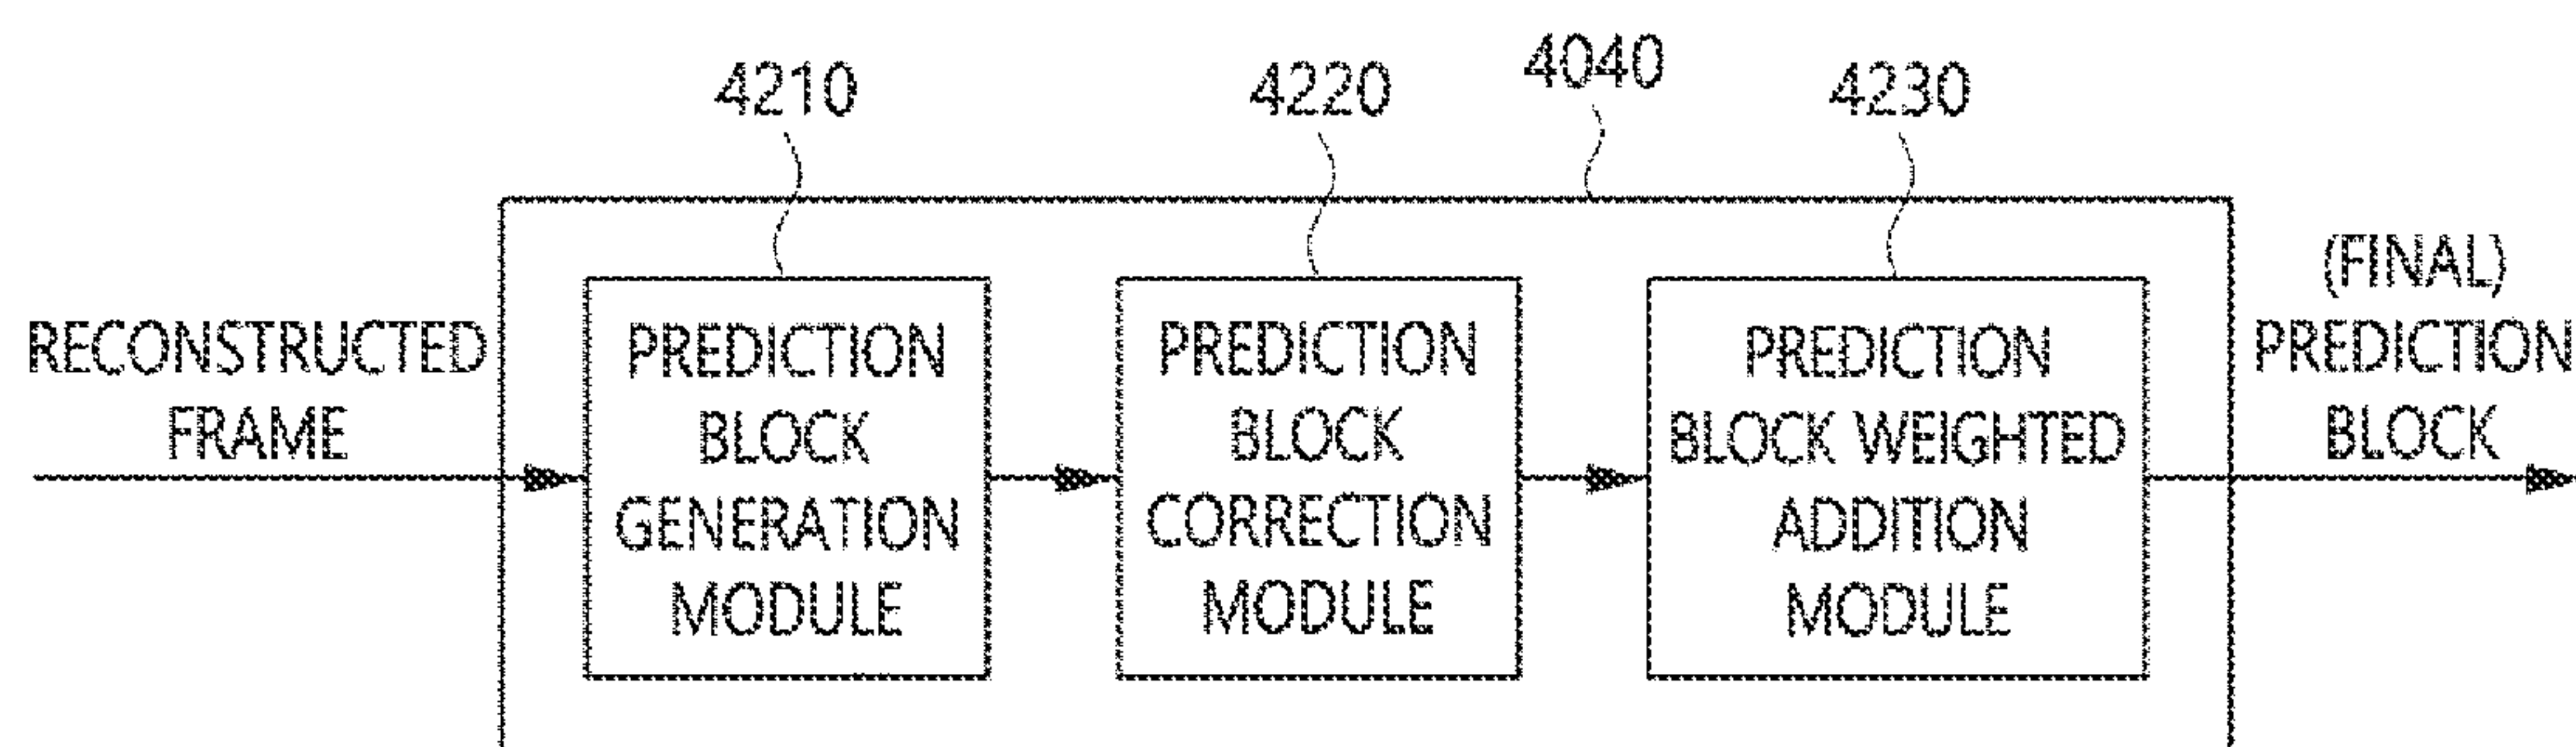 4210
4220
4040
4230
RECONSTRUCTED
FRAME
PREDICTION
BLOCK
GENERATION
MODULE
PREDICTION
BLOCK
CORRECTION
MODULE
PREDICTION
BLOCK WEIGHTED
ADDITION
MODULE
(FINAL)
PREDICTION
BLOCK